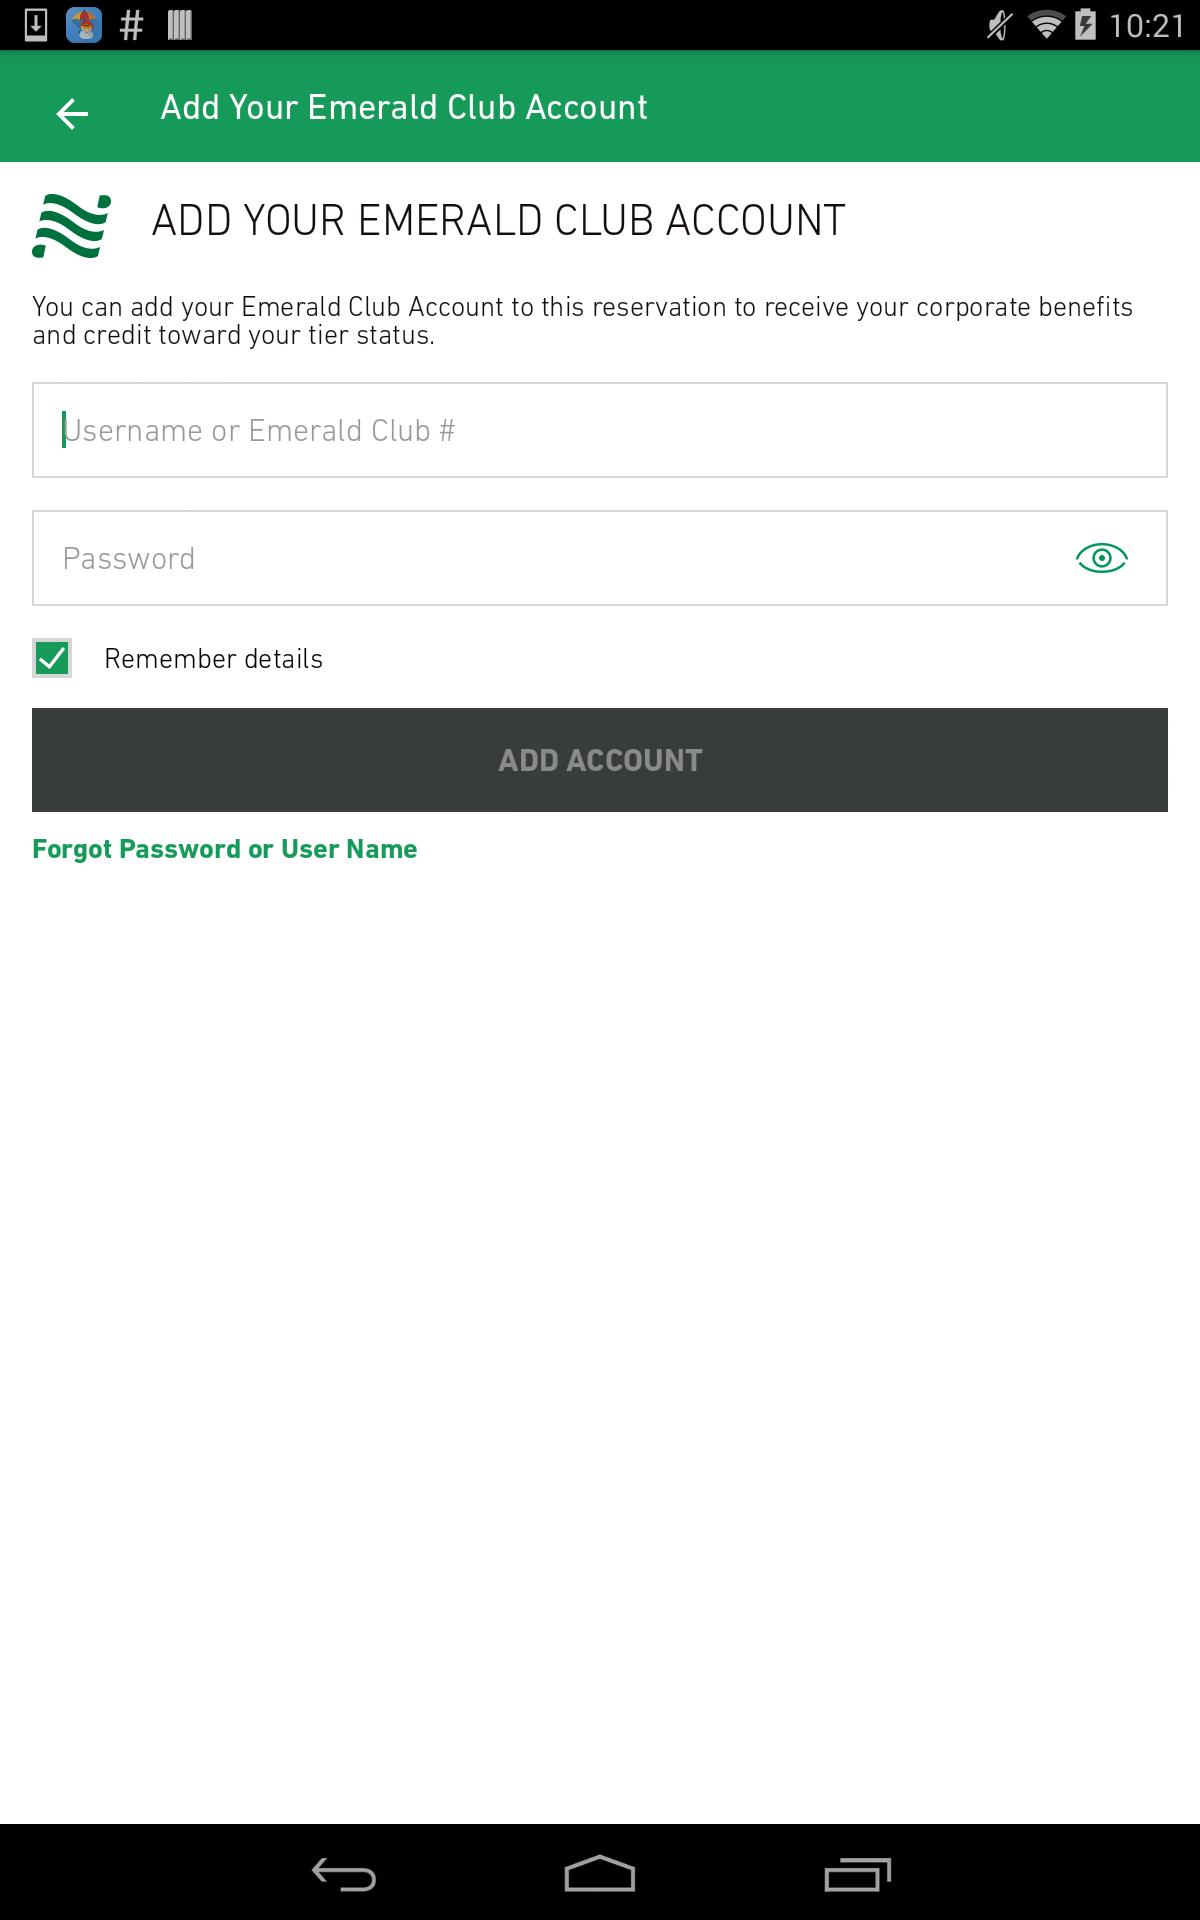 10:21
Add Your Emerald Club Account
ADD YOUR EMERALD CLUB ACCOUNT
You can add your Emerald Club Account to this reservation to receive your corporate benefits
and credit toward your tier status.
Username or Emerald Club #
Password
Remember details
ADD ACCOUNT
Forgot Password or User Name